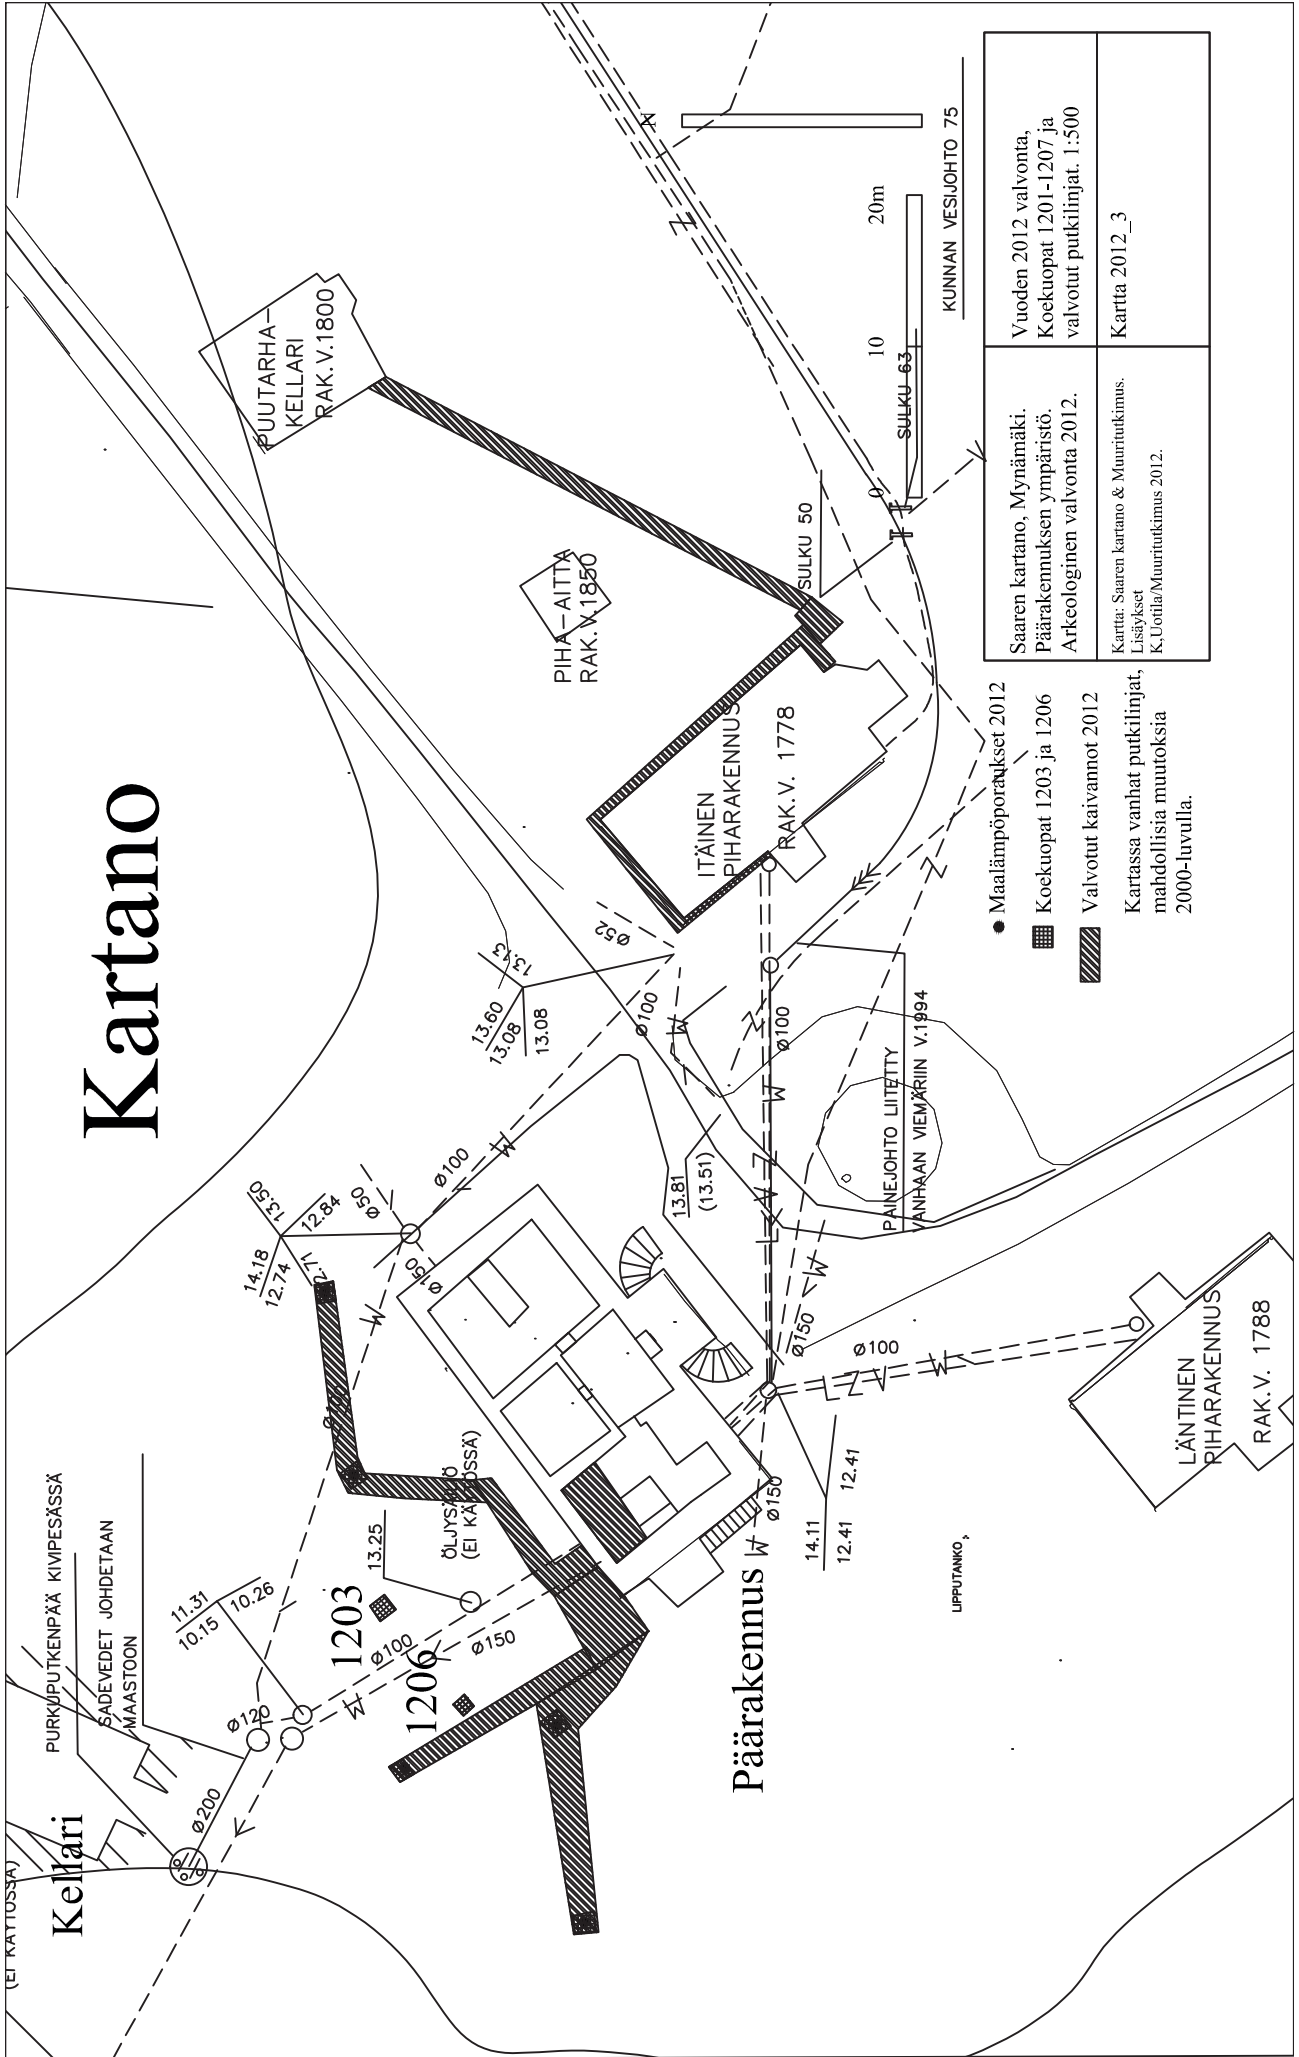 Kartano
PUUTARHA-
KELLARI
RAK.V.1800
PIHA-AITTA
RAK.V.1850
ITÄINEN
PIHARAKENNUS
RAK.V. 1778
LÄNTINEN
PIHARAKENNUS
RAK.V. 1788
Päärakennus
Kellari
1203
1206
PURKUPUTKENPÄÄ KIVIPESÄSSÄ
SADEVEDET JOHDETAAN
MAASTOON
(EI KÄYTÖSSÄ)
ÖLJYSÄILIÖ
(EI KÄYTÖSSÄ)
13.25
11.31
10.15
10.26
Ø120
Ø200
Ø100
Ø150
14.18
12.74
13.50
12.84
2.71
Ø50
Ø150
Ø100
13.60
13.08
13.13
13.08
Ø52
Ø100
13.81
(13.51)
Ø100
Ø150
Ø100
Ø150
14.11
12.41
12.41
LIPPUTANKO
PAINEJOHTO LIITETTY
VANHAAN VIEMÄRIIN V.1994
SULKU 50
SULKU 63
KUNNAN VESIJOHTO 75
N
0
10
20m
Maalämpöporaukset 2012
Koekuopat 1203 ja 1206
Valvotut kaivannot 2012
Kartassa vanhat putkilinjat,
mahdollisia muutoksia
2000-luvulla.
Saaren kartano, Mynämäki.
Päärakennuksen ympäristö.
Arkeologinen valvonta 2012.
Vuoden 2012 valvonta,
Koekuopat 1201-1207 ja
valvotut putkilinjat. 1:500
Kartta: Saaren kartano & Muuritutkimus.
Lisäykset
K,Uotila/Muuritutkimus 2012.
Kartta 2012_3